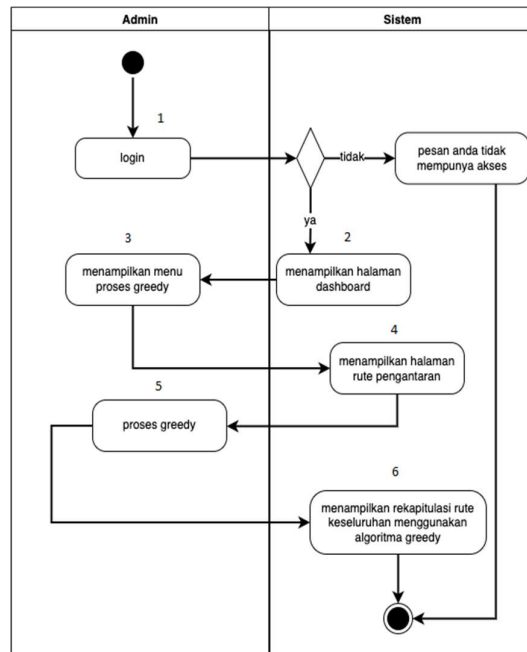 Admin
Sistem
1
login
tidak
pesan anda tidak
mempunya akses
ya
3
2
menampilkan menu
proses greedy
menampilkan halaman
dashboard
4
menampilkan halaman
rute pengantaran
5
proses greedy
6
menampilkan rekapitulasi rute
keseluruhan menggunakan
algoritma greedy